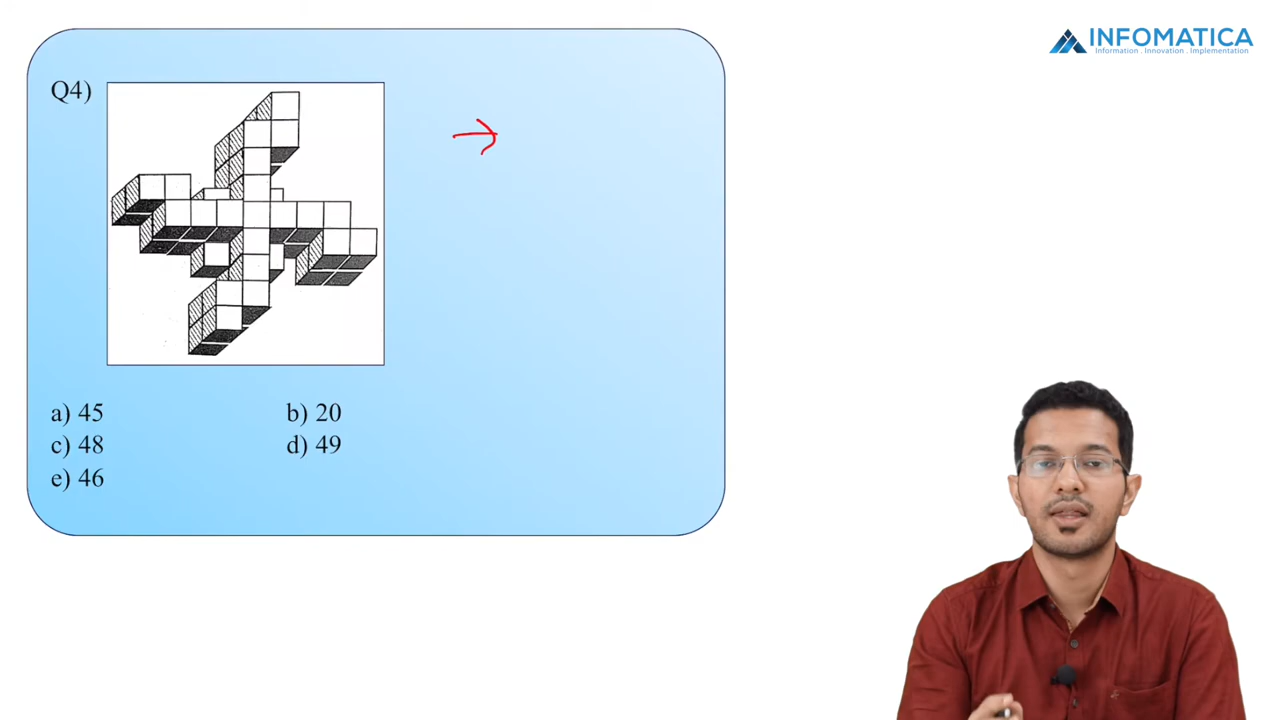 INFOMATICA
Information . Innovation . Implementation
Q4)
a) 45 b) 20
c) 48 d) 49
e) 46